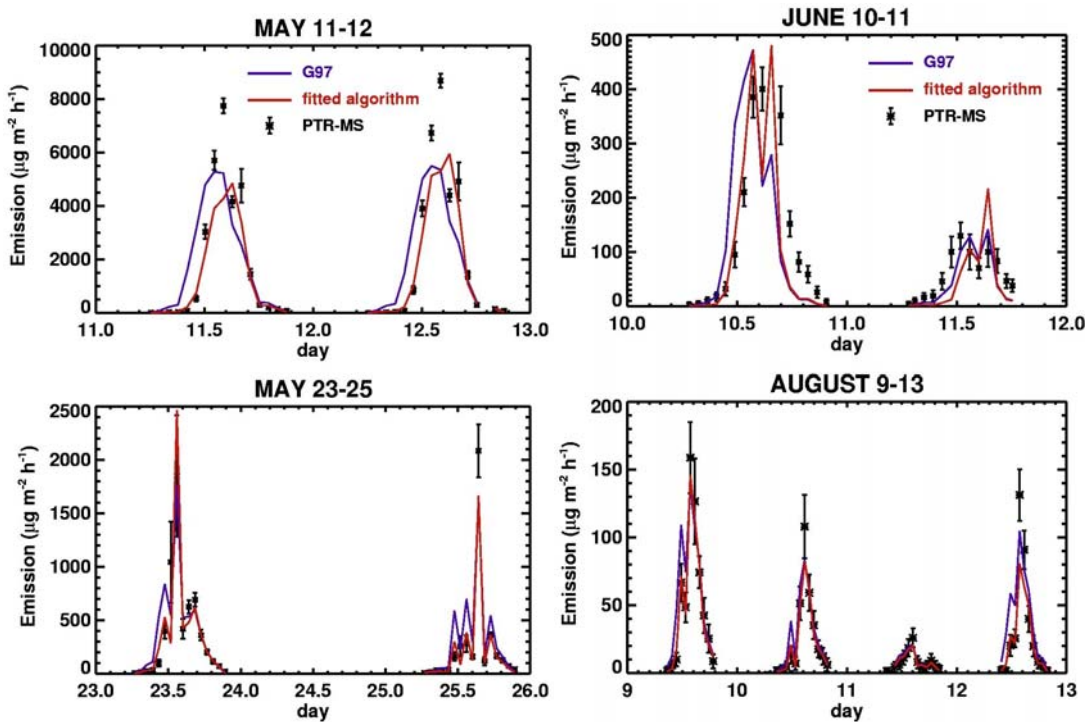 MAY 11-12
Emission (μg m⁻² h⁻¹)
10000
8000
6000
4000
2000
0
G97
fitted algorithm
PTR-MS
11.0 11.5 12.0 12.5 13.0
day
JUNE 10-11
Emission (μg m⁻² h⁻¹)
500
400
300
200
100
0
G97
fitted algorithm
PTR-MS
10.0 10.5 11.0 11.5 12.0
day
MAY 23-25
Emission (μg m⁻² h⁻¹)
2500
2000
1500
1000
500
0
23.0 24.0 24.5 25.0 25.5 26.0
23.5
day
AUGUST 9-13
Emission (μg m⁻² h⁻¹)
200
150
100
50
0
9 10 11 12 13
day